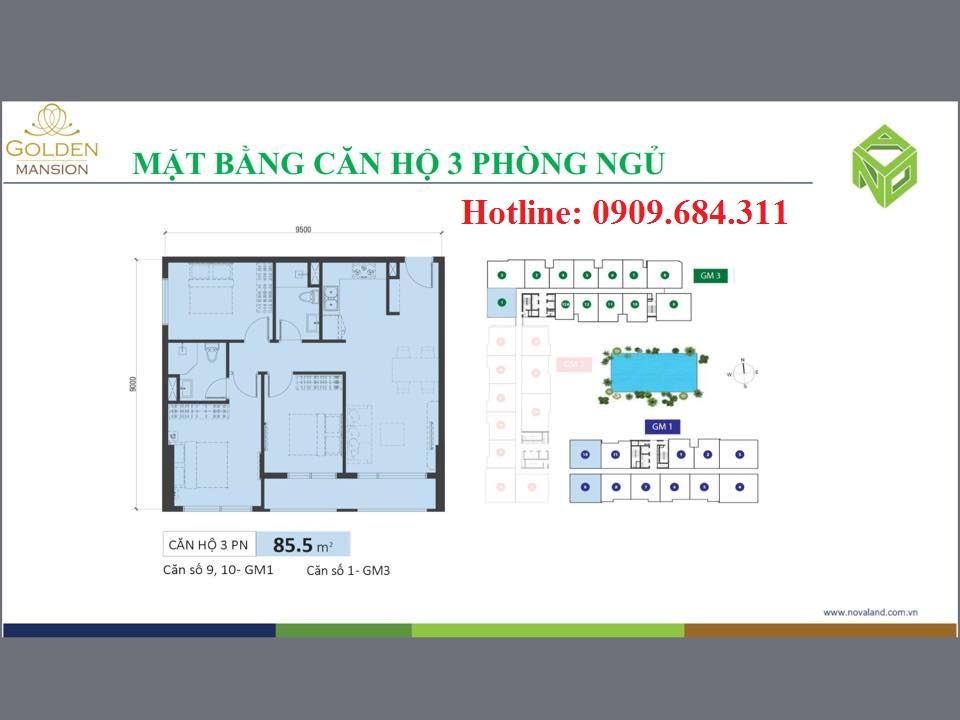 GOLDEN
MANSION
MẶT BẰNG CĂN HỘ 3 PHÒNG NGỦ
Hotline: 0909.684.311
9500
9000
GM 3
GM 2
GM 1
N
W E
S
CĂN HỘ 3 PN 85.5 m²
Căn số 9, 10- GM1 Căn số 1- GM3
www.novaland.com.vn